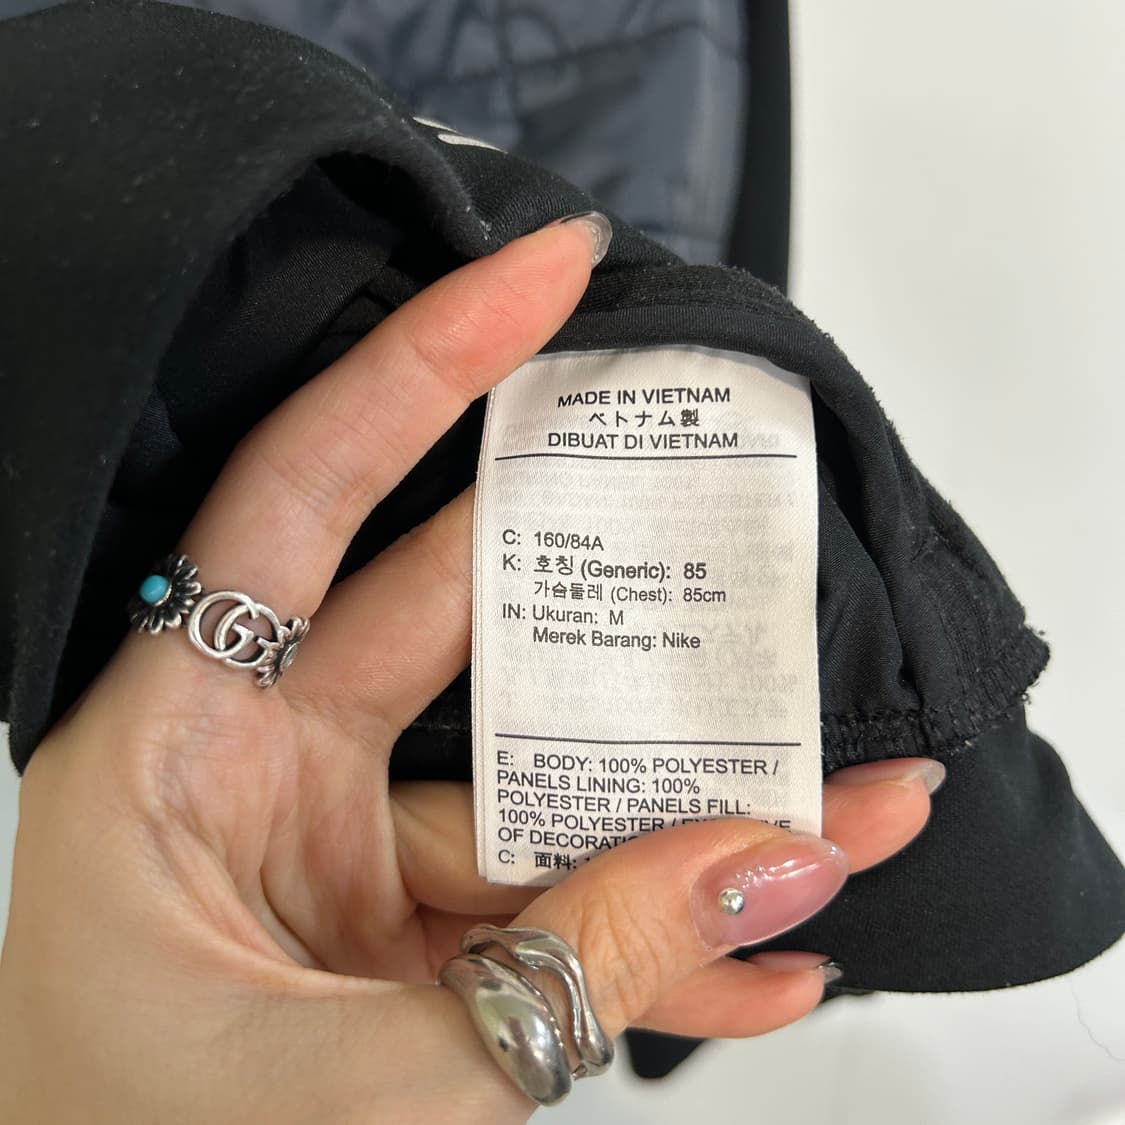 MADE IN VIETNAM
ベトナム製
DIBUAT DI VIETNAM
C: 160/84A
K: 호칭 (Generic): 85
가슴둘레 (Chest): 85cm
IN: Ukuran: M
Merek Barang: Nike
E: BODY: 100% POLYESTER /
PANELS LINING: 100%
POLYESTER / PANELS FILL:
100% POLYESTER /
OF
C: 面料:
GG